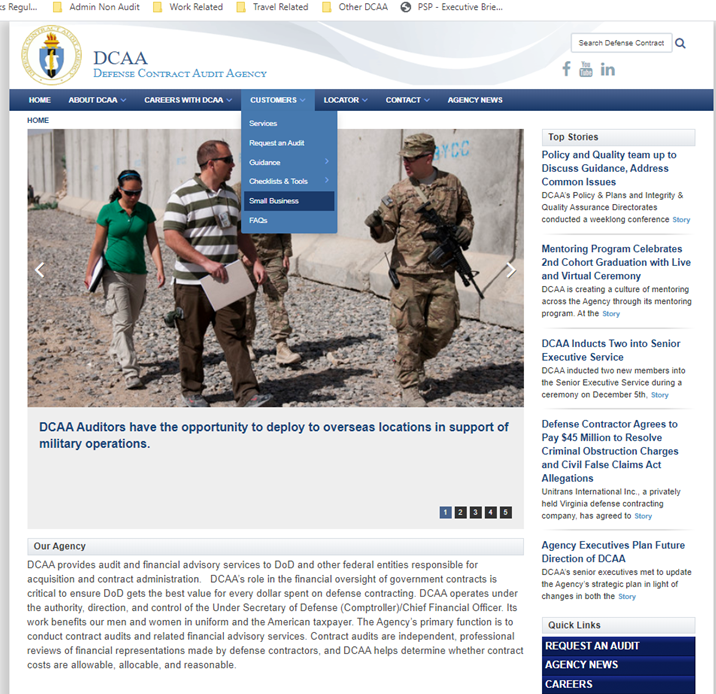 ks Regul...
Admin Non Audit
Work Related
Travel Related
Other DCAA
PSP - Executive Brie...
DCAA
Defense Contract Audit Agency
Search Defense Contract
You
Tube
in
HOME
ABOUT DCAA
CAREERS WITH DCAA
CUSTOMERS
LOCATOR
CONTACT
AGENCY NEWS
Services
Request an Audit
Guidance
Checklists & Tools
Small Business
FAQs
HOME
DCAA Auditors have the opportunity to deploy to overseas locations in support of
military operations.
1 2 3 4 5
Our Agency
DCAA provides audit and financial advisory services to DoD and other federal entities responsible for
acquisition and contract administration. DCAA's role in the financial oversight of government contracts is
critical to ensure DoD gets the best value for every dollar spent on defense contracting. DCAA operates under
the authority, direction, and control of the Under Secretary of Defense (Comptroller)/Chief Financial Officer. Its
work benefits our men and women in uniform and the American taxpayer. The Agency's primary function is to
conduct contract audits and related financial advisory services. Contract audits are independent, professional
reviews of financial representations made by defense contractors, and DCAA helps determine whether contract
costs are allowable, allocable, and reasonable.
Top Stories
Policy and Quality team up to
Discuss Guidance, Address
Common Issues
DCAA's Policy & Plans and Integrity &
Quality Assurance Directorates
conducted a weeklong conference Story
Mentoring Program Celebrates
2nd Cohort Graduation with Live
and Virtual Ceremony
DCAA is creating a culture of mentoring
across the Agency through its mentoring
program. At the Story
DCAA Inducts Two into Senior
Executive Service
DCAA inducted two new members into
the Senior Executive Service during a
ceremony on December 5th, Story
Defense Contractor Agrees to
Pay $45 Million to Resolve
Criminal Obstruction Charges
and Civil False Claims Act
Allegations
Unitrans International Inc., a privately
held Virginia defense contracting
company, has agreed to Story
Agency Executives Plan Future
Direction of DCAA
DCAA's senior executives met to update
the Agency's strategic plan in light of
changes in both the Story
Quick Links
REQUEST AN AUDIT
AGENCY NEWS
CAREERS